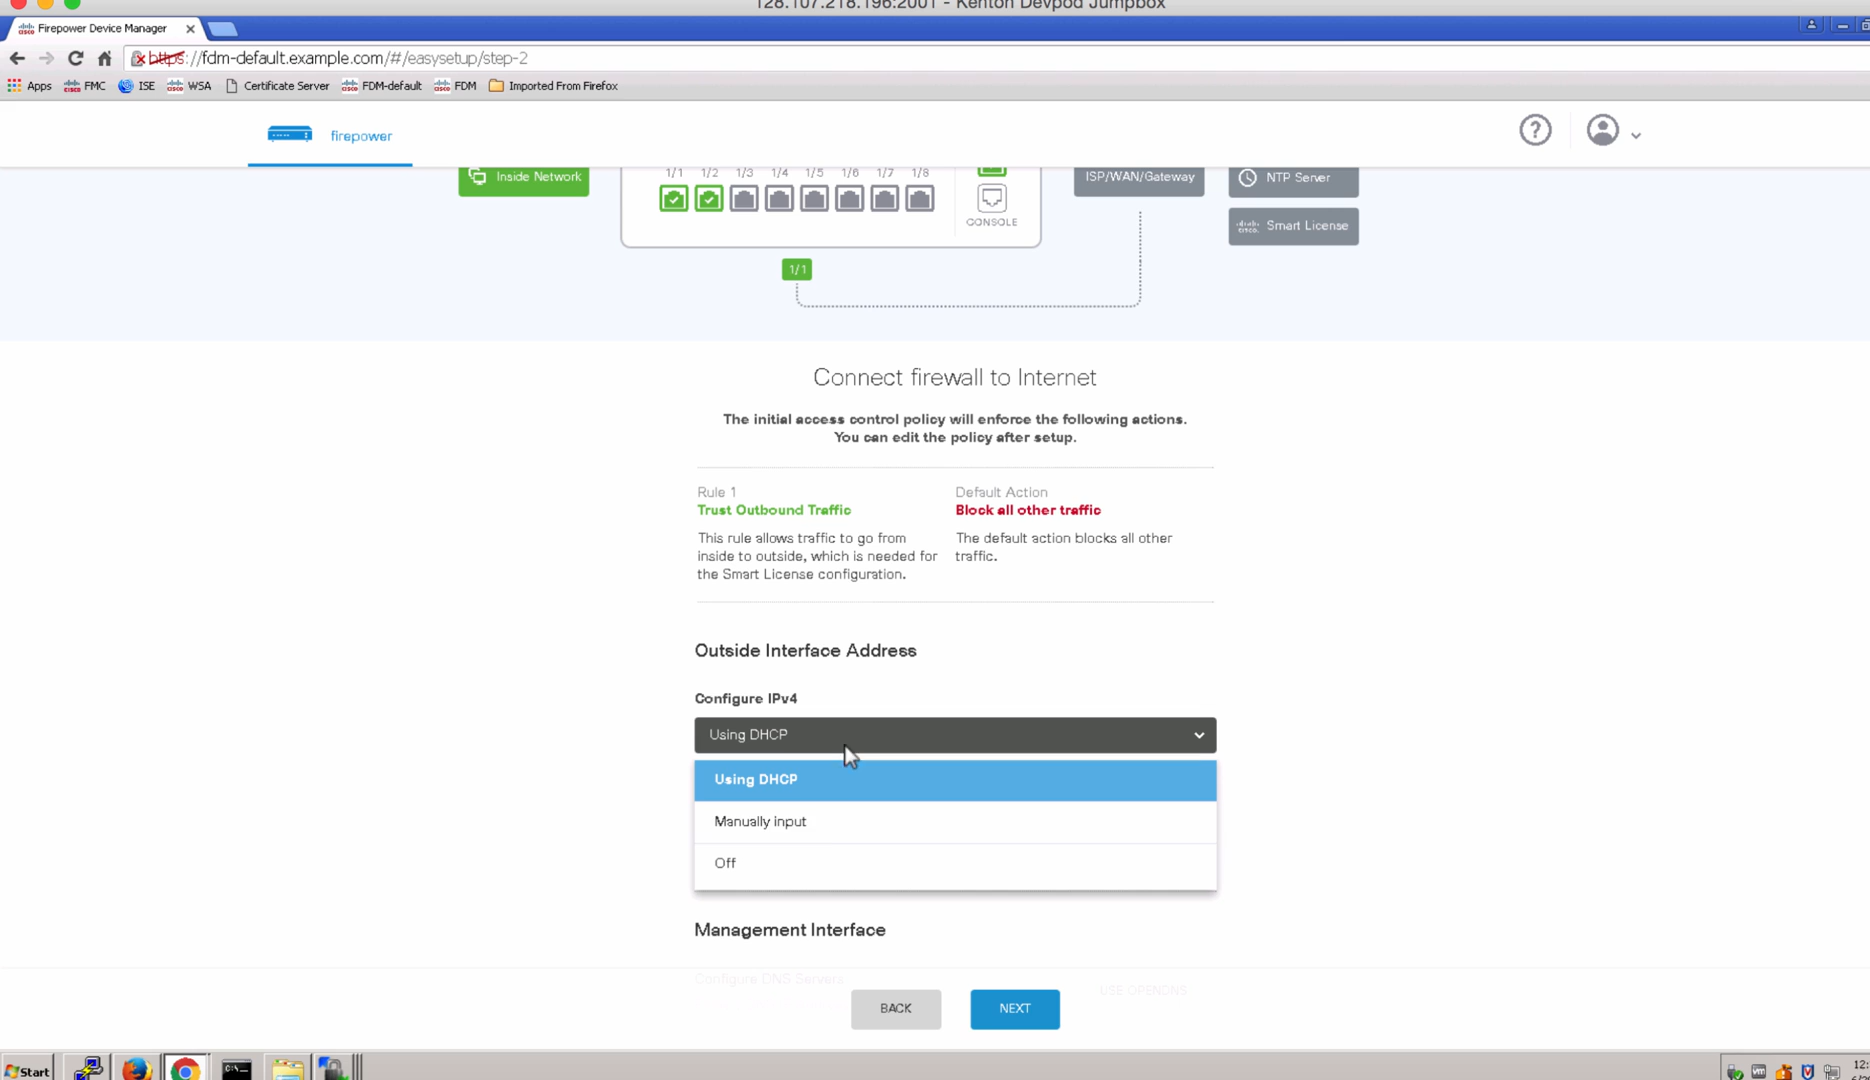 128.107.218.196:2001 - Kenton Devpod Jumpbox
Firepower Device Manager
https://fdm-default.example.com/#/easysetup/step-2
Apps FMC ISE WSA Certificate Server FDM-default FDM Imported From Firefox
firepower
Inside Network
1/1 1/2 1/3 1/4 1/5 1/6 1/7 1/8
CONSOLE
ISP/WAN/Gateway
NTP Server
Smart License
1/1
Connect firewall to Internet
The initial access control policy will enforce the following actions.
You can edit the policy after setup.
Rule 1
Trust Outbound Traffic
This rule allows traffic to go from
inside to outside, which is needed for
the Smart License configuration.
Default Action
Block all other traffic
The default action blocks all other
traffic.
Outside Interface Address
Configure IPv4
Using DHCP
Using DHCP
Manually input
Off
Management Interface
Configure DNS Servers
USE OPENDNS
BACK
NEXT
Start
12: